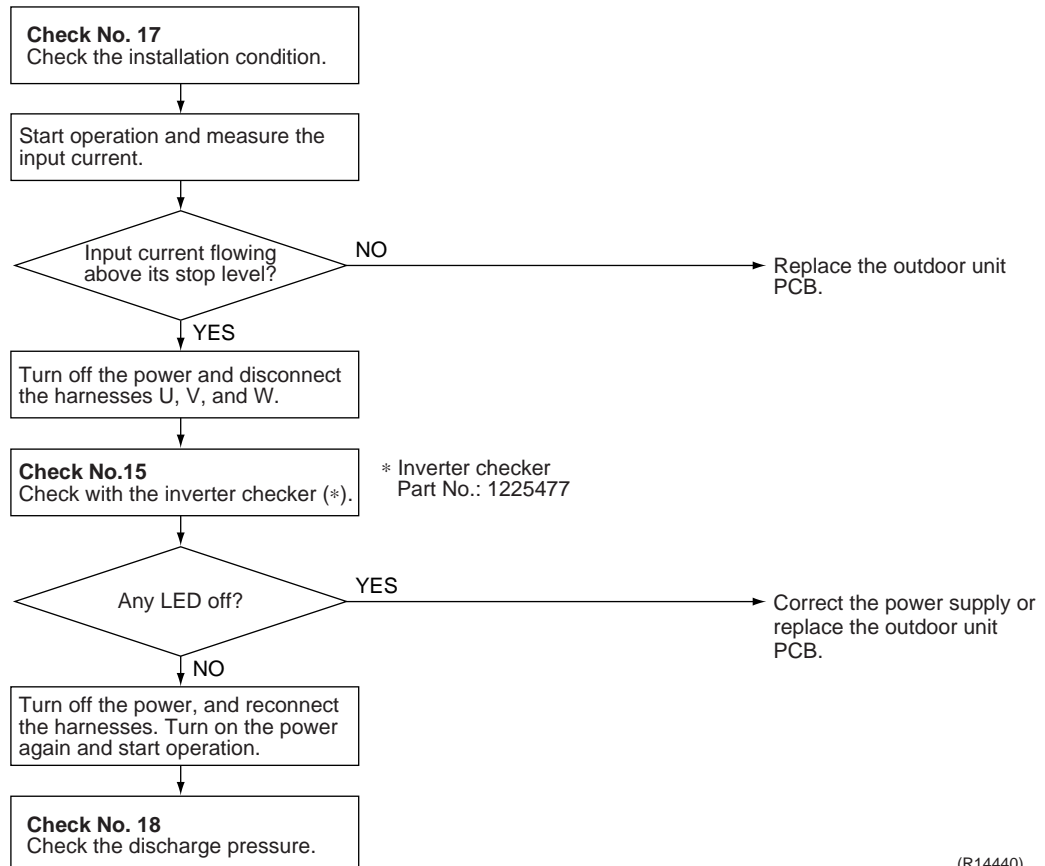 Check No. 17
Check the installation condition.
Start operation and measure the
input current.
Input current flowing
above its stop level?
NO
Replace the outdoor unit
PCB.
YES
Turn off the power and disconnect
the harnesses U, V, and W.
Check No.15
Check with the inverter checker (*).
* Inverter checker
Part No.: 1225477
Any LED off?
YES
Correct the power supply or
replace the outdoor unit
PCB.
NO
Turn off the power, and reconnect
the harnesses. Turn on the power
again and start operation.
Check No. 18
Check the discharge pressure.
(R14440)